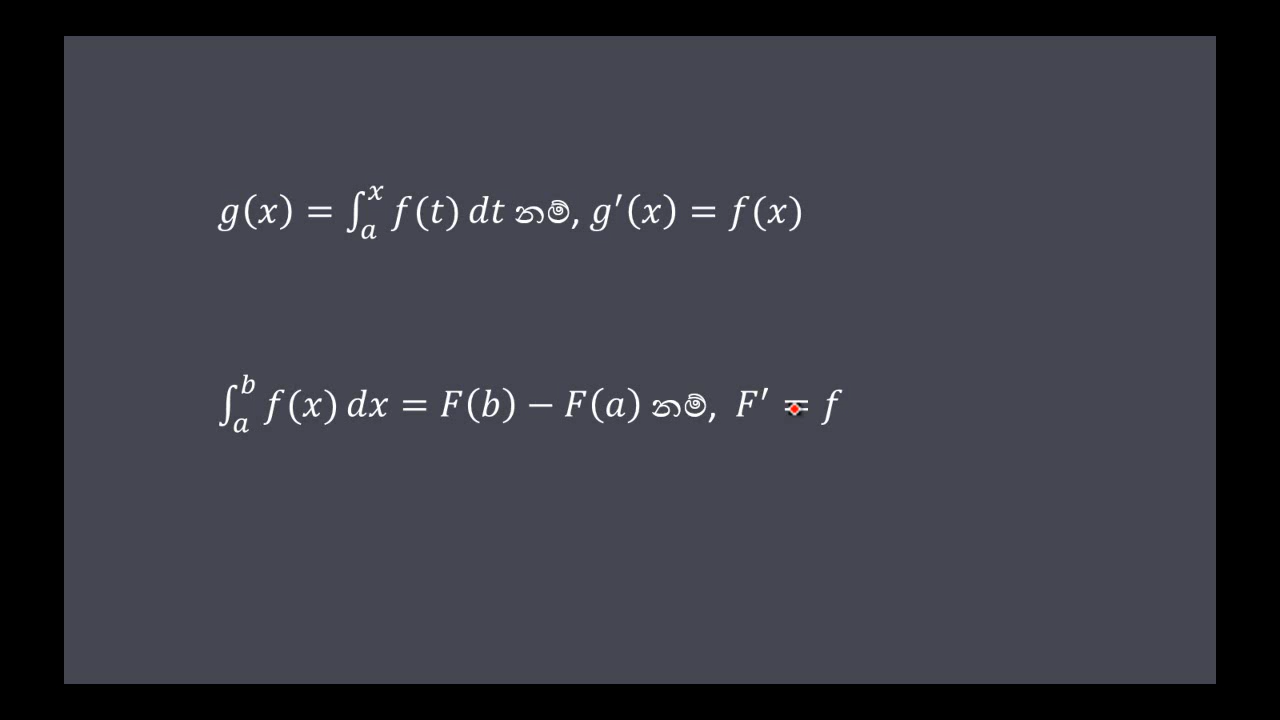 g(x) = ∫ₐˣ f(t) dt නම්, g′(x) = f(x)
∫ₐᵇ f(x) dx = F(b) − F(a) නම්, F′ = f